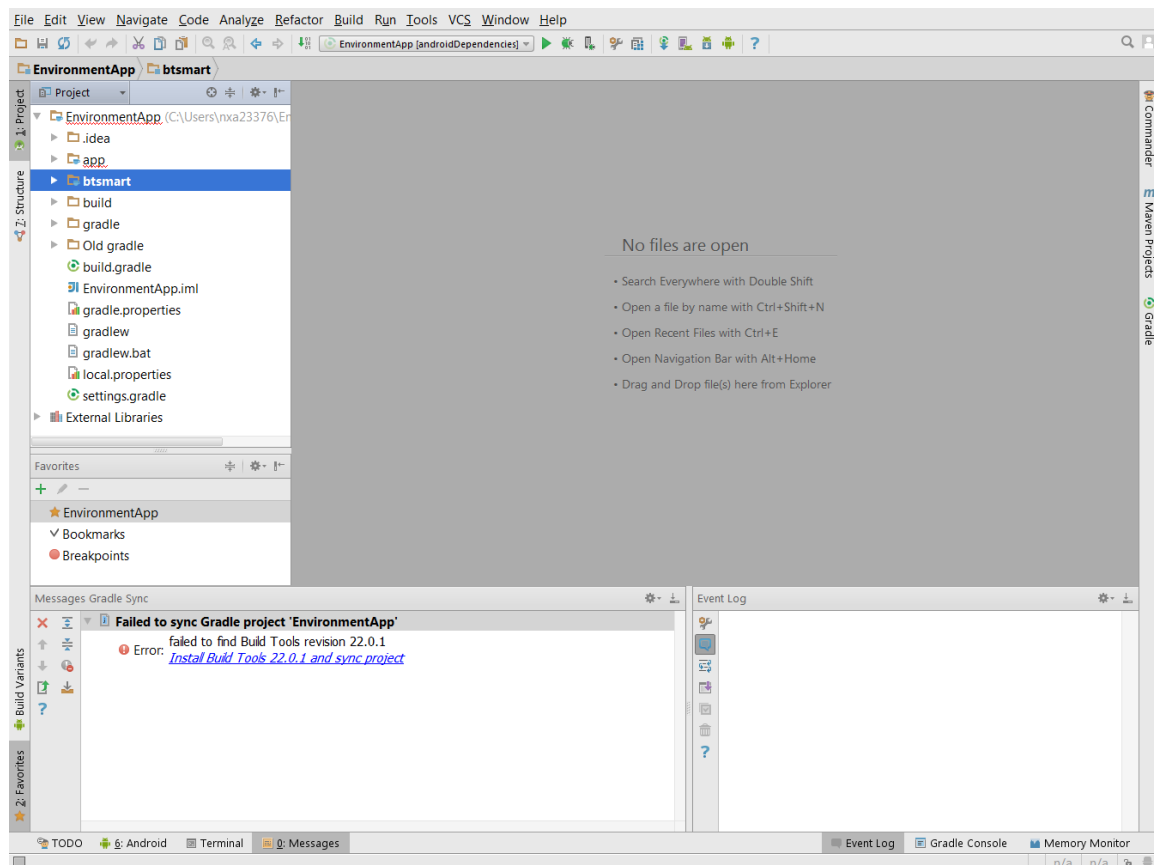 File Edit View Navigate Code Analyze Refactor Build Run Tools VCS Window Help
EnvironmentApp [androidDependencies]
EnvironmentApp btsmart
Project
EnvironmentApp (C:\Users\nxa23376\En
.idea
app
btsmart
build
gradle
Old gradle
build.gradle
EnvironmentApp.iml
gradle.properties
gradlew
gradlew.bat
local.properties
settings.gradle
External Libraries
1: Project
7: Structure
Build Variants
2: Favorites
No files are open
• Search Everywhere with Double Shift
• Open a file by name with Ctrl+Shift+N
• Open Recent Files with Ctrl+E
• Open Navigation Bar with Alt+Home
• Drag and Drop file(s) here from Explorer
Commander
m Maven Projects
Gradle
Favorites
EnvironmentApp
Bookmarks
Breakpoints
Messages Gradle Sync
Failed to sync Gradle project 'EnvironmentApp'
Error: failed to find Build Tools revision 22.0.1
Install Build Tools 22.0.1 and sync project
Event Log
TODO 6: Android Terminal 0: Messages Event Log Gradle Console Memory Monitor
n/a n/a